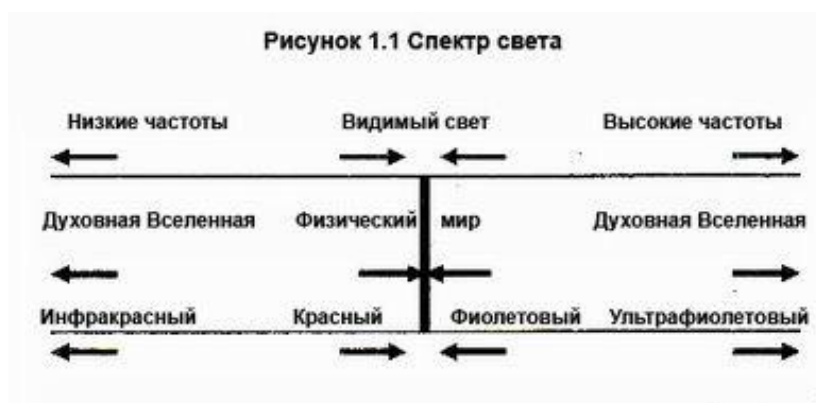 Рисунок 1.1 Спектр света
Низкие частоты Видимый свет Высокие частоты
Духовная Вселенная Физический мир Духовная Вселенная
Инфракрасный Красный Фиолетовый Ультрафиолетовый